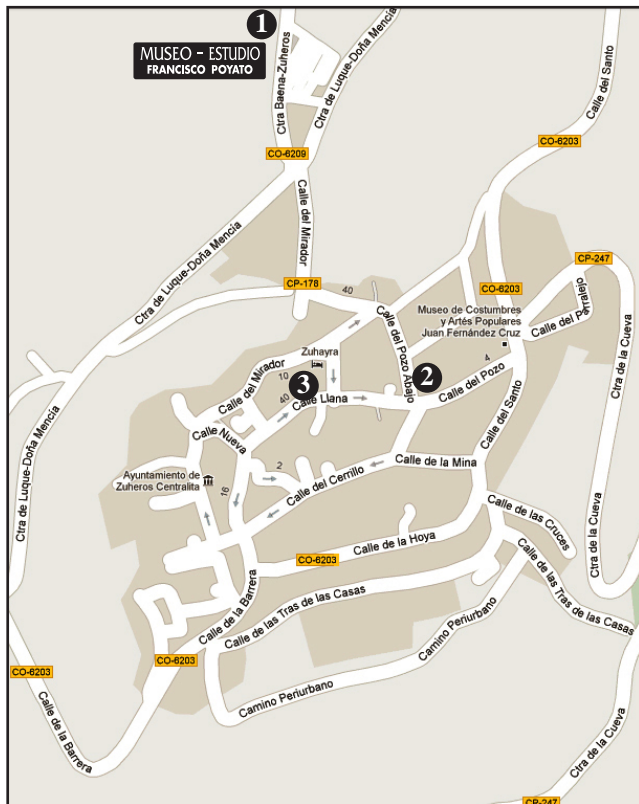 1
MUSEO - ESTUDIO
FRANCISCO POYATO
Ctra Baena-Zuheros
Ctra de Luque-Doña Mencía
Calle del Santo
CO-6203
CO-6209
Calle del Mirador
Ctra de Luque-Doña Mencía
CP-247
CP-178
40
CO-6203
Museo de Costumbres
y Artés Populares
Juan Fernández Cruz
Calle del Parralejo
Calle del Pozo Abajo
Zuhayra
4
Calle del Mirador
10
3
2
Calle del Pozo
40
Calle Llana
Calle del Santo
Calle Nueva
Ctra de Luque-Doña Mencía
Ayuntamiento de
Zuheros Centralita
2
16
Calle de la Mina
Calle del Cerrillo
Calle de las Cruces
Ctra de la Cueva
Calle de la Hoya
CO-6203
Calle de las Tras de las Casas
Calle de la Barrera
Calle de las Tras de las Casas
CO-6203
CO-6203
Camino Periurbano
Camino Periurbano
Calle de la Barrera
Ctra de la Cueva
CP-247